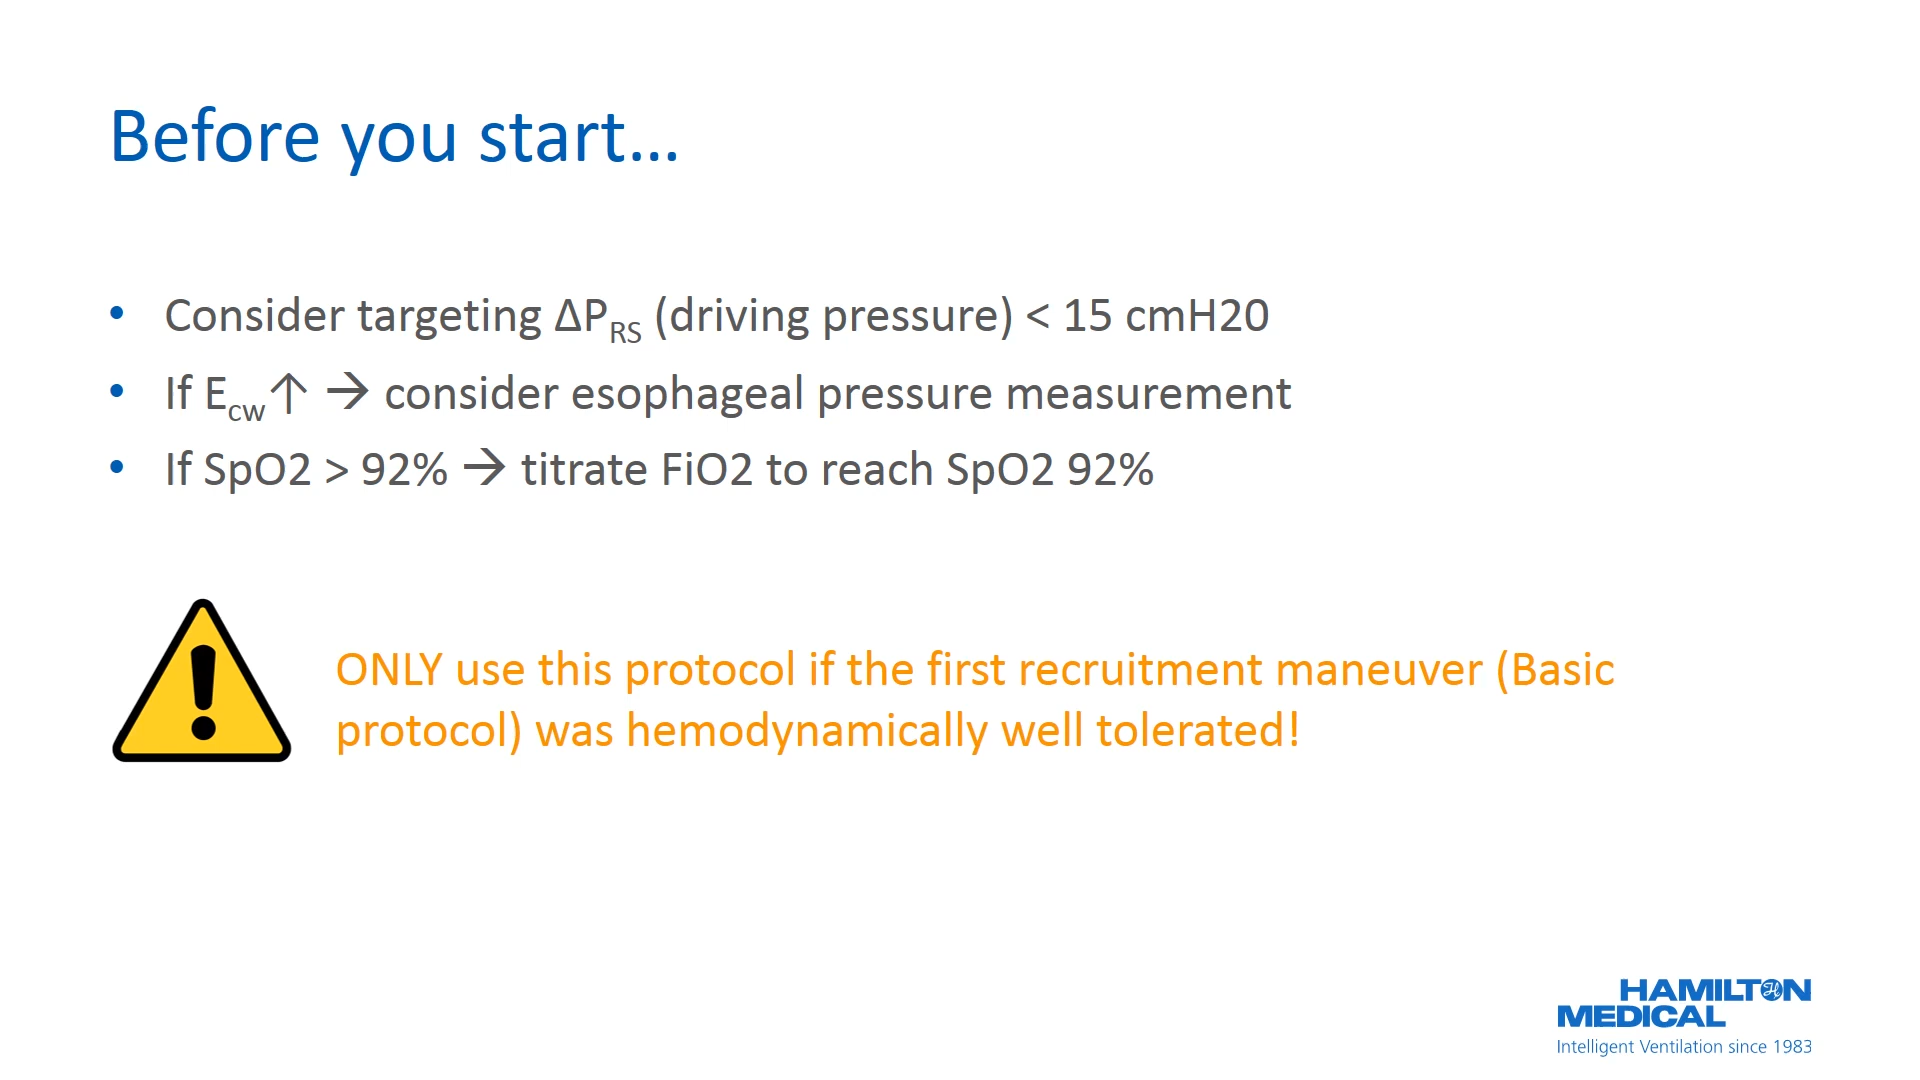 Before you start...
• Consider targeting ΔPRS (driving pressure) < 15 cmH20
• If Ecw↑ → consider esophageal pressure measurement
• If SpO2 > 92% → titrate FiO2 to reach SpO2 92%
ONLY use this protocol if the first recruitment maneuver (Basic
protocol) was hemodynamically well tolerated!
HAMILTON
MEDICAL
Intelligent Ventilation since 1983